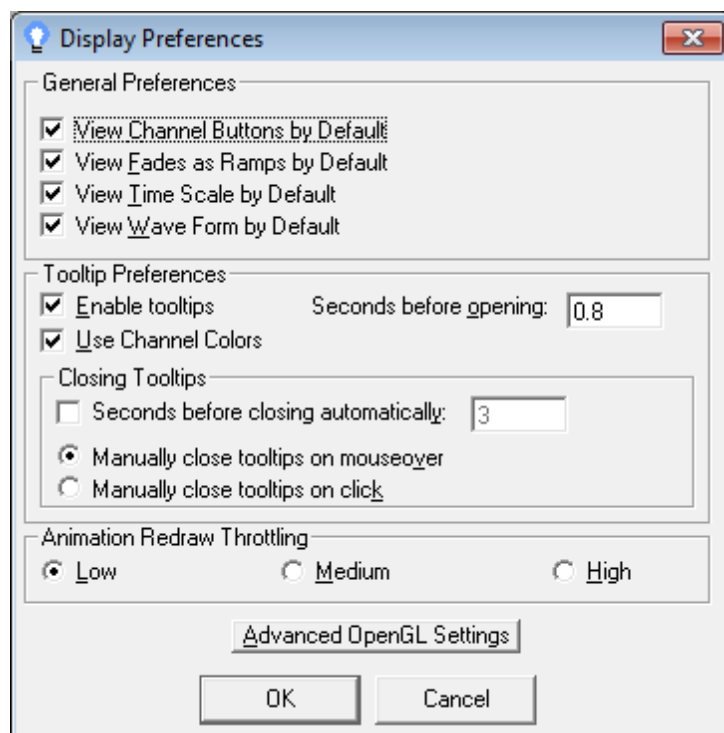 Display Preferences
General Preferences
View Channel Buttons by Default
View Fades as Ramps by Default
View Time Scale by Default
View Wave Form by Default
Tooltip Preferences
Enable tooltips Seconds before opening: 0.8
Use Channel Colors
Closing Tooltips
Seconds before closing automatically: 3
Manually close tooltips on mouseover
Manually close tooltips on click
Animation Redraw Throttling
Low Medium High
Advanced OpenGL Settings
OK Cancel